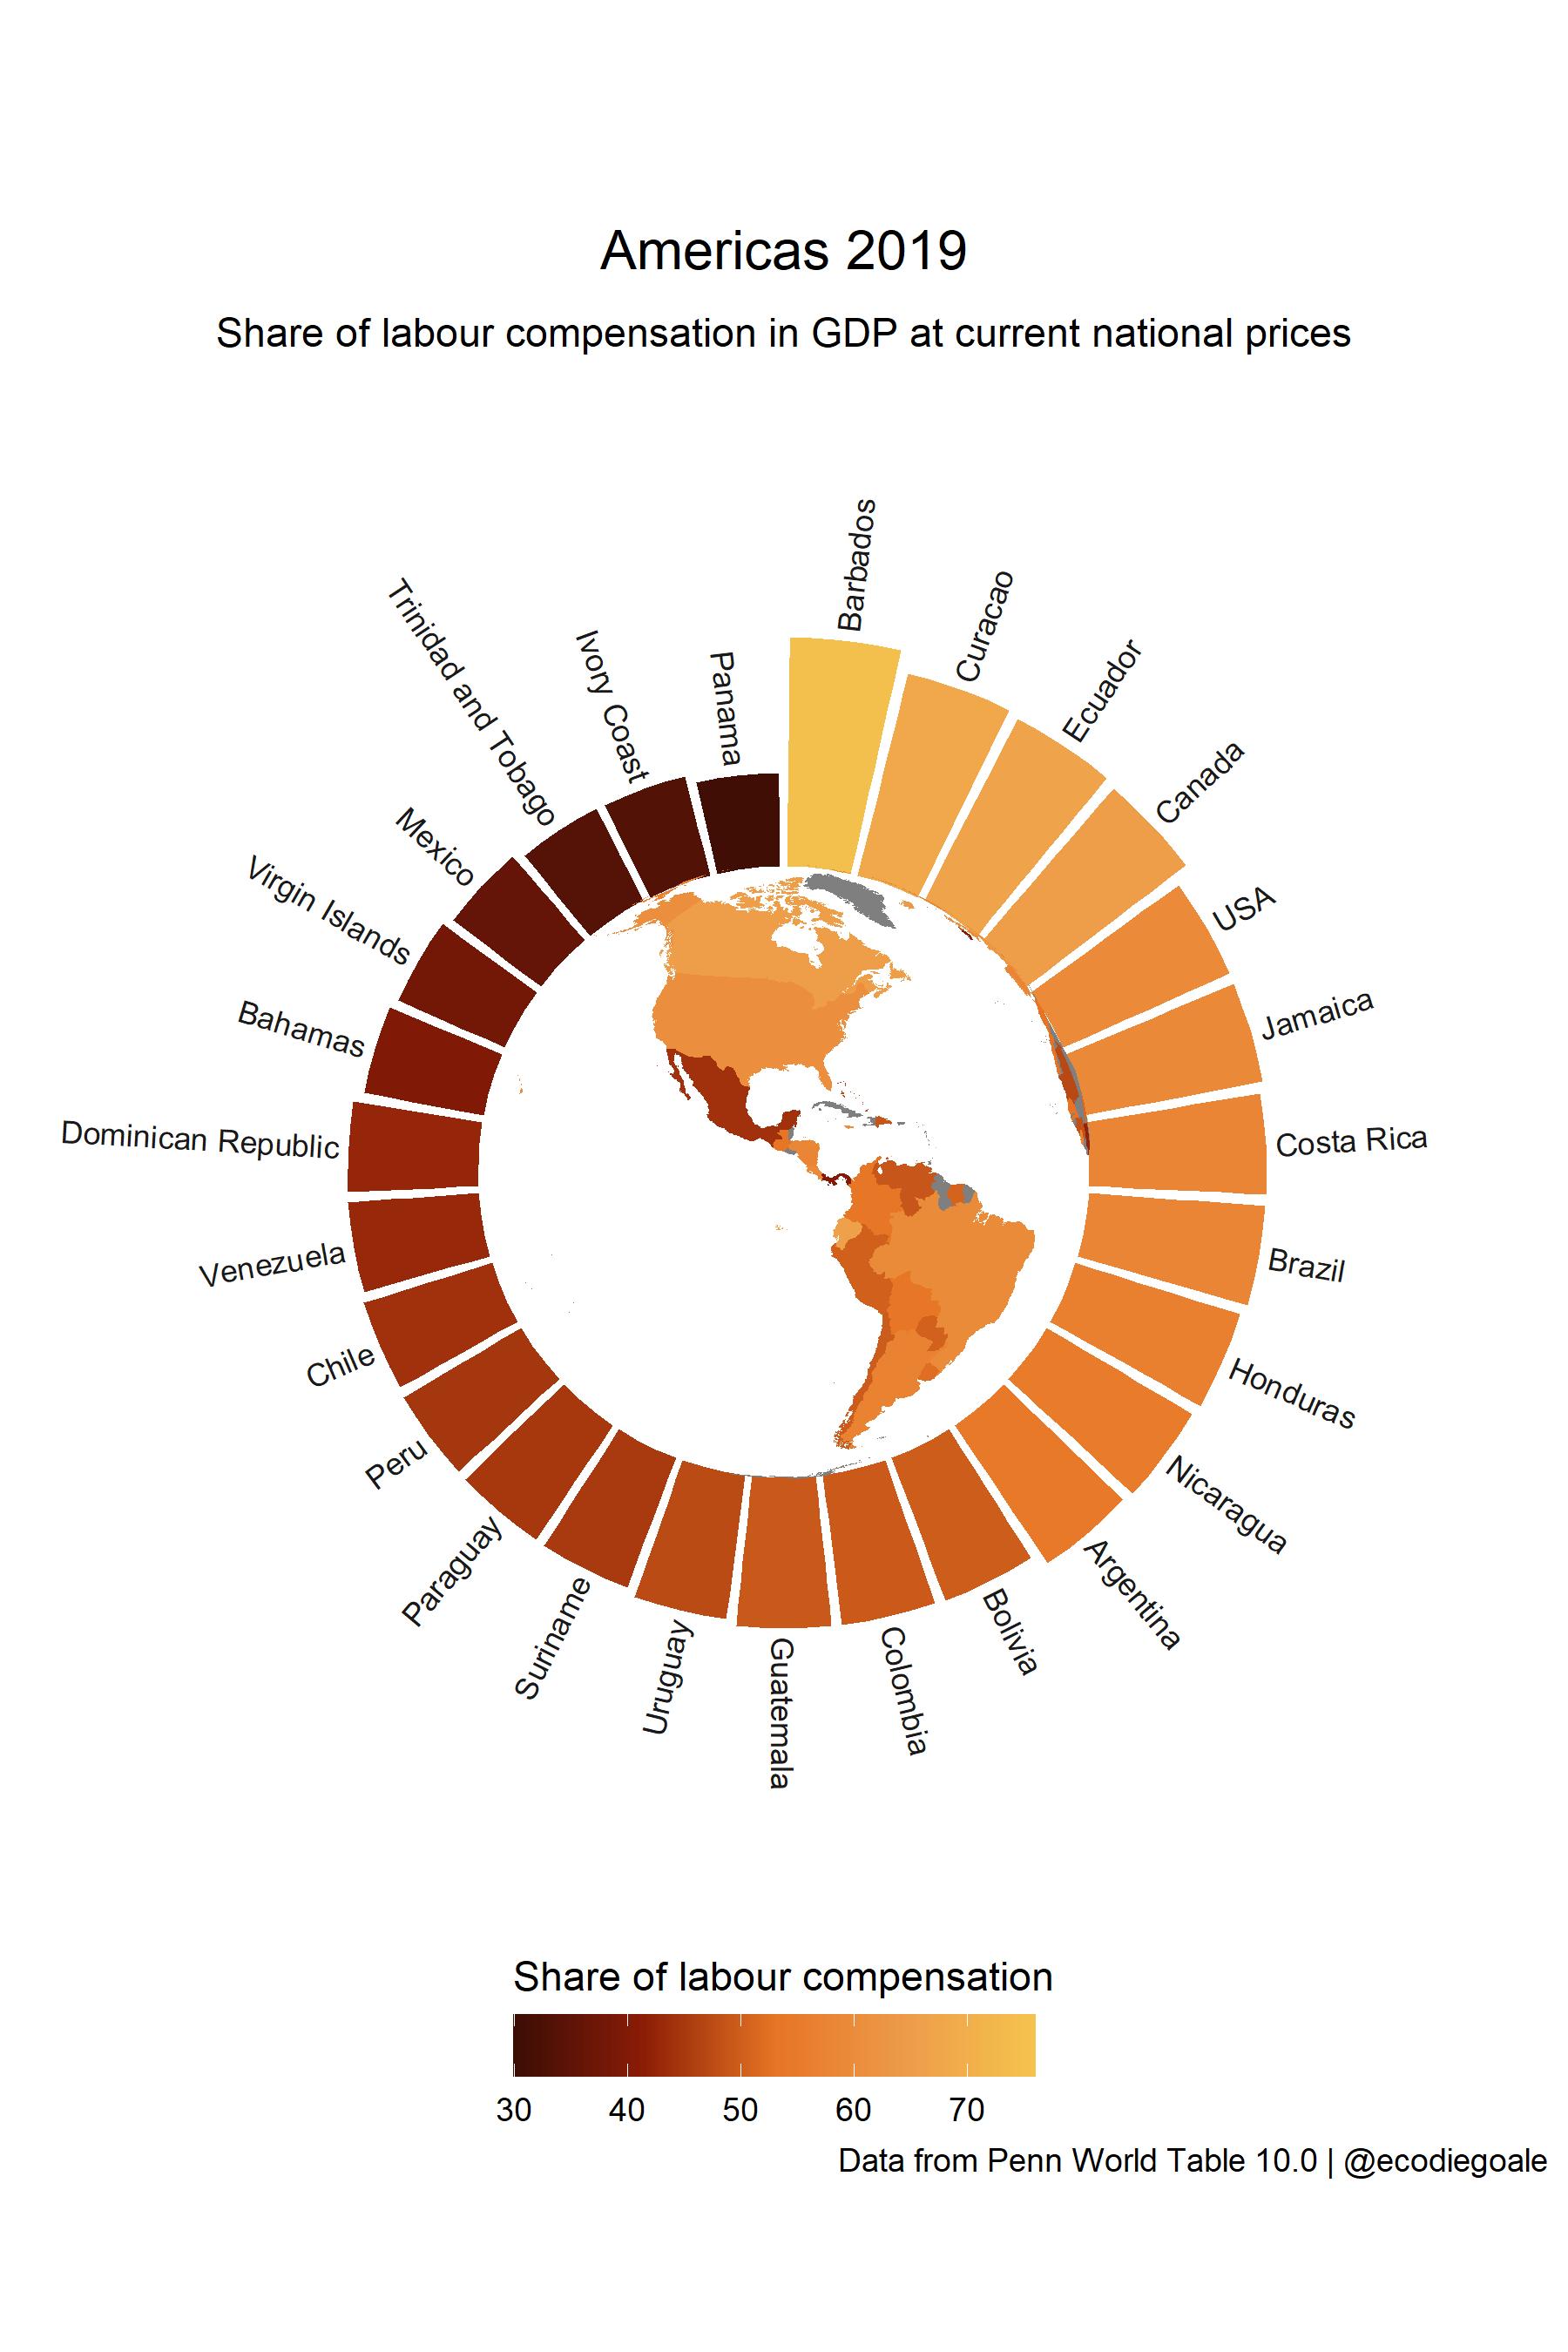 Americas 2019
Share of labour compensation in GDP at current national prices
Barbados
Curacao
Ecuador
Canada
USA
Jamaica
Costa Rica
Brazil
Honduras
Nicaragua
Argentina
Bolivia
Colombia
Guatemala
Uruguay
Suriname
Paraguay
Peru
Chile
Venezuela
Dominican Republic
Bahamas
Virgin Islands
Mexico
Trinidad and Tobago
Ivory Coast
Panama
Share of labour compensation
30 40 50 60 70
Data from Penn World Table 10.0 | @ecodiegoale